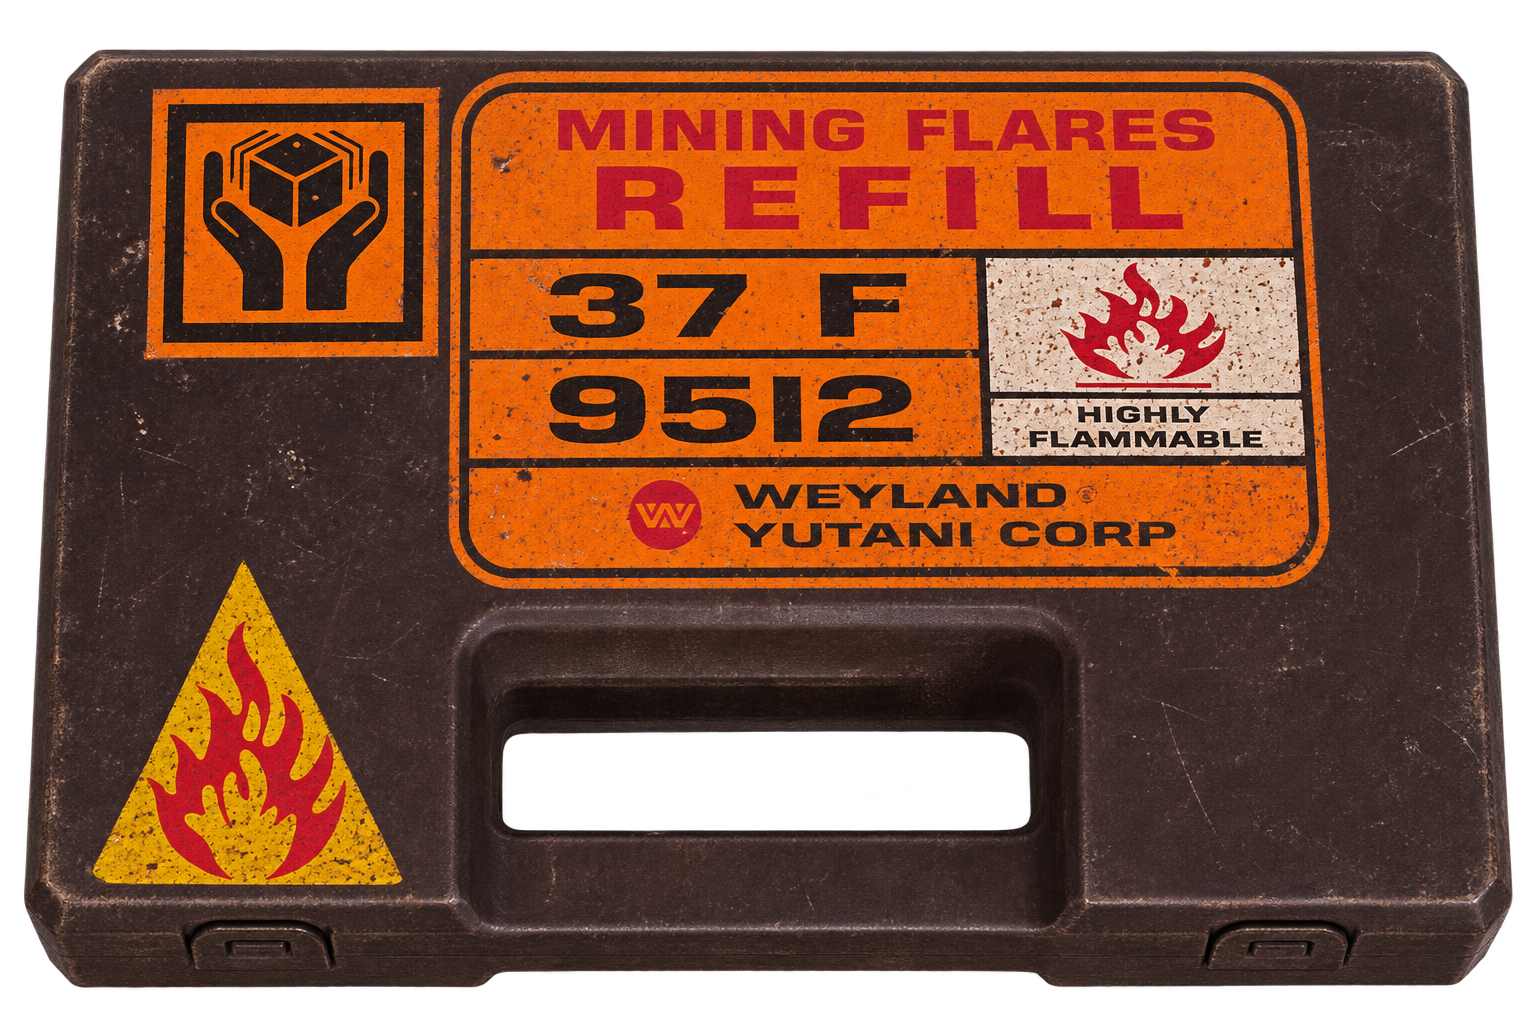 MINING FLARES
REFILL
37 F
9512
HIGHLY
FLAMMABLE
WEYLAND
YUTANI CORP